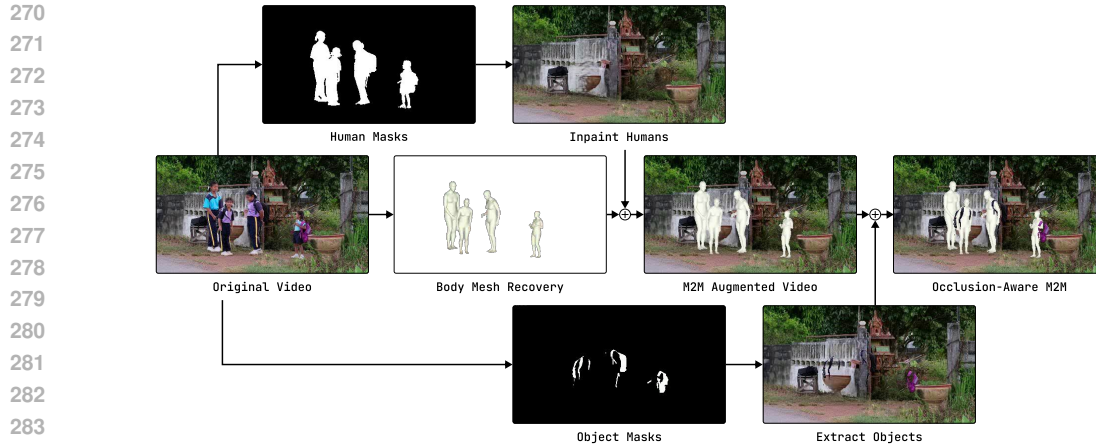 270
271
272
273
274
275
276
277
278
279
280
281
282
283
Human Masks
Inpaint Humans
Original Video
Body Mesh Recovery
M2M Augmented Video
Occlusion-Aware M2M
Object Masks
Extract Objects